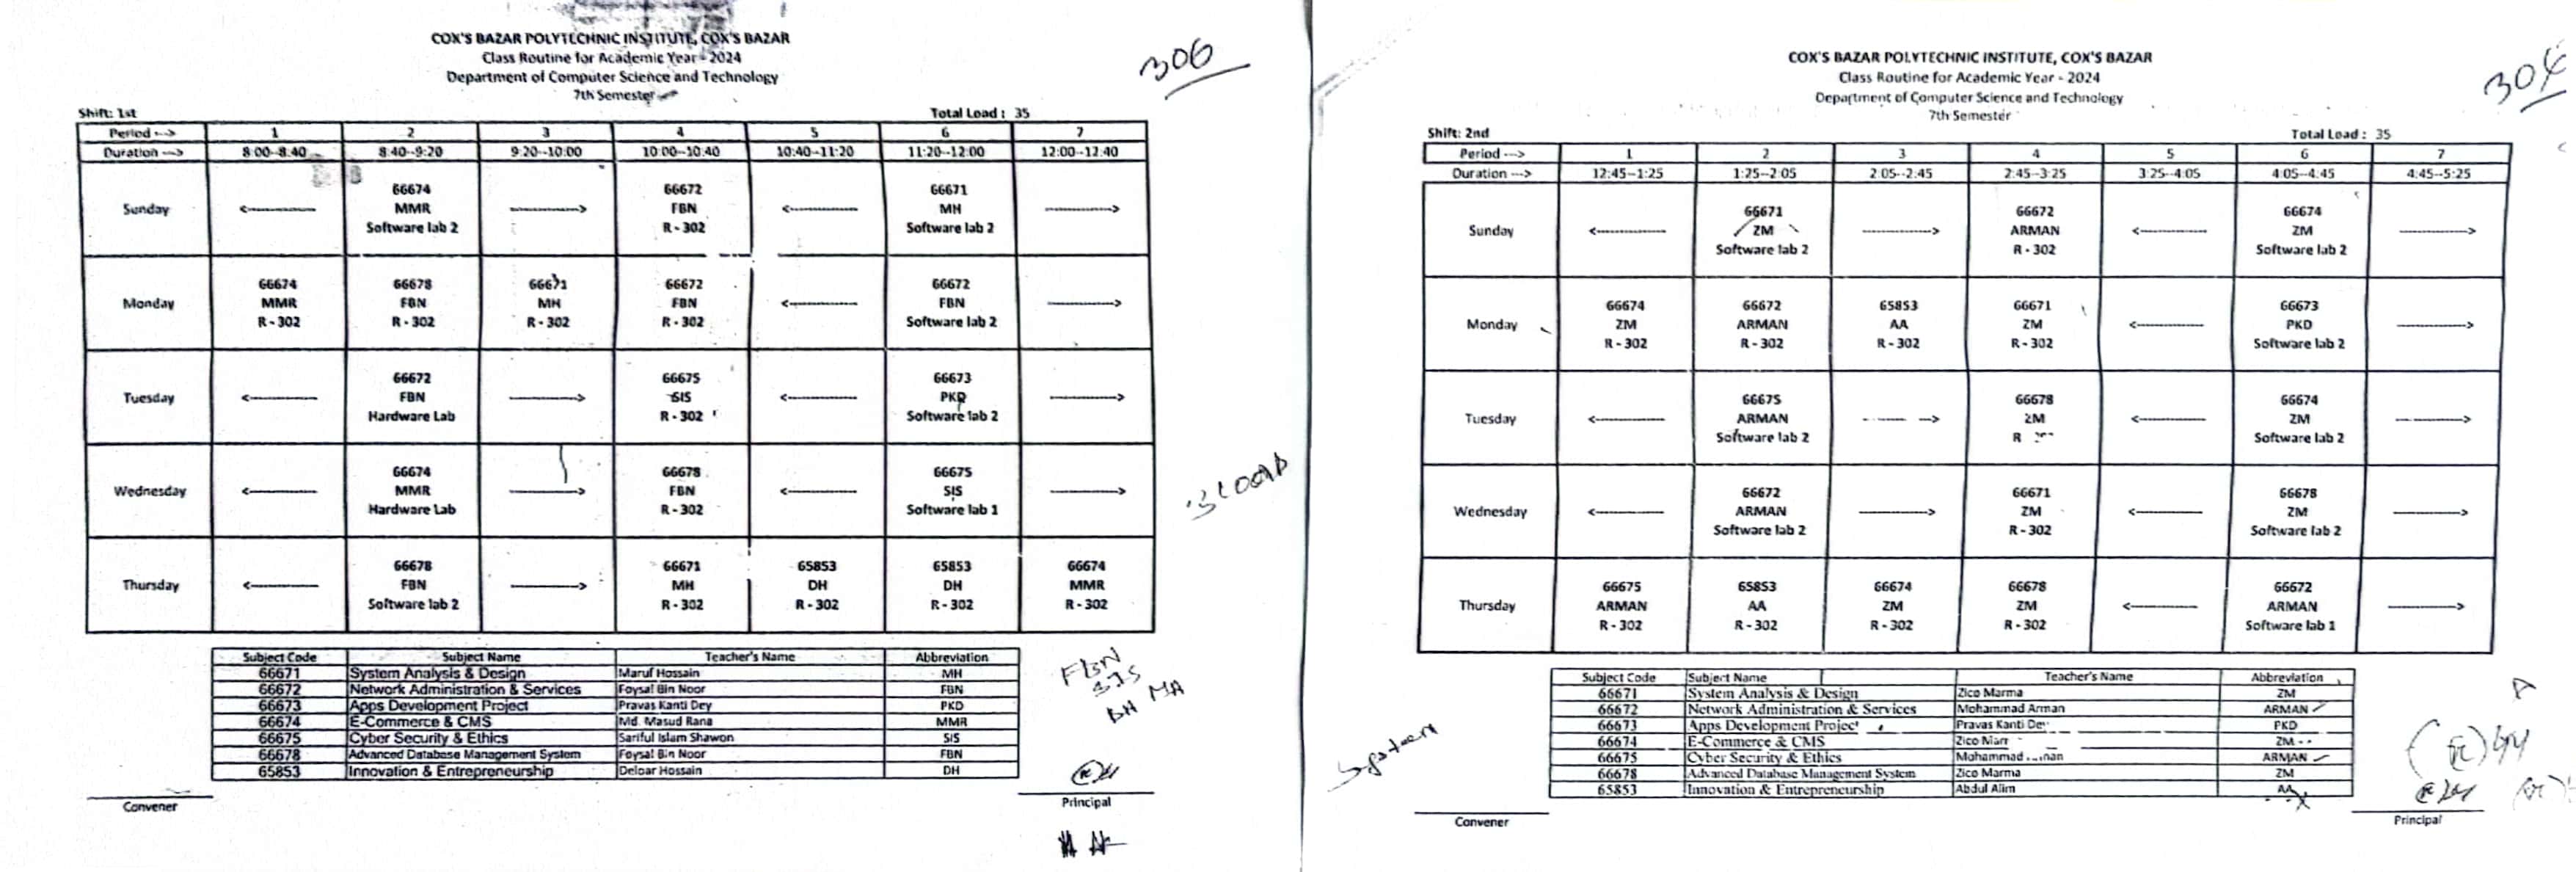 COX'S BAZAR POLYTECHNIC INSTITUTE, COX'S BAZAR
Class Routine for Academic Year - 2024
Department of Computer Science and Technology
7th Semester
306
Shift: 1st Total Load : 35
Period --> 1 2 3 4 5 6 7
Duration ---> 8:00--8:40 8:40--9:20 9:20--10:00 10:00--10:40 10:40--11:20 11:20--12:00 12:00--12:40
66674 66672 66671
Sunday <---------- MMR ----------> FBN <---------- MH ---------->
Software lab 2 R - 302 Software lab 2
66674 66678 66671 66672 66672
Monday MMR FBN MH FBN <---------- FBN ---------->
R - 302 R - 302 R - 302 R - 302 Software lab 2
66672 66675 66673
Tuesday <---------- FBN ----------> SIS <---------- PKD ---------->
Hardware Lab R - 302 Software lab 2
66674 66678 66675
Wednesday <---------- MMR ----------> FBN <---------- SIS ---------->
Hardware Lab R - 302 Software lab 1
66678 66671 65853 65853 66674
Thursday <---------- FBN ----------> MH DH DH MMR
Software lab 2 R - 302 R - 302 R - 302 R - 302
Subject Code Subject Name Teacher's Name Abbreviation
66671 System Analysis & Design Maruf Hossain MH
66672 Network Administration & Services Foysal Bin Noor FBN
66673 Apps Development Project Pravas Kanti Dey PKD
66674 E-Commerce & CMS Md. Masud Rana MMR
66675 Cyber Security & Ethics Sariful Islam Shawon SIS
66678 Advanced Database Management System Foysal Bin Noor FBN
65853 Innovation & Entrepreneurship Deloar Hossain DH
FBN
SIS
Convener
Principal
COX'S BAZAR POLYTECHNIC INSTITUTE, COX'S BAZAR
Class Routine for Academic Year - 2024
Department of Computer Science and Technology
7th Semester
304
Shift: 2nd Total Load : 35
Period ---> 1 2 3 4 5 6 7
Duration ---> 12:45--1:25 1:25--2:05 2:05--2:45 2:45--3:25 3:25--4:05 4:05--4:45 4:45--5:25
66671 66672 66674
Sunday <---------- ZM ----------> ARMAN <---------- ZM ---------->
Software lab 2 R - 302 Software lab 2
66674 66672 65853 66671 66673
Monday ZM ARMAN AA ZM <---------- PKD ---------->
R - 302 R - 302 R - 302 R - 302 Software lab 2
66675 66678 66674
Tuesday <---------- ARMAN ----------> ZM <---------- ZM ---------->
Software lab 2 R Software lab 2
66672 66671 66678
Wednesday <---------- ARMAN ----------> ZM <---------- ZM ---------->
Software lab 2 R - 302 Software lab 2
66675 65853 66674 66678 66672
Thursday ARMAN AA ZM ZM <---------- ARMAN ---------->
R - 302 R - 302 R - 302 R - 302 Software lab 1
Subject Code Subject Name Teacher's Name Abbreviation
66671 System Analysis & Design Zico Marma ZM
66672 Network Administration & Services Mohammad Arman ARMAN
66673 Apps Development Project Pravas Kanti PKD
66674 E-Commerce & CMS Zico ZM
66675 Cyber Security & Ethics Mohammad ARMAN
66678 Advanced Database Management System Zico Marma ZM
65853 Innovation & Entrepreneurship Abdul Alim AA
Convener
Principal